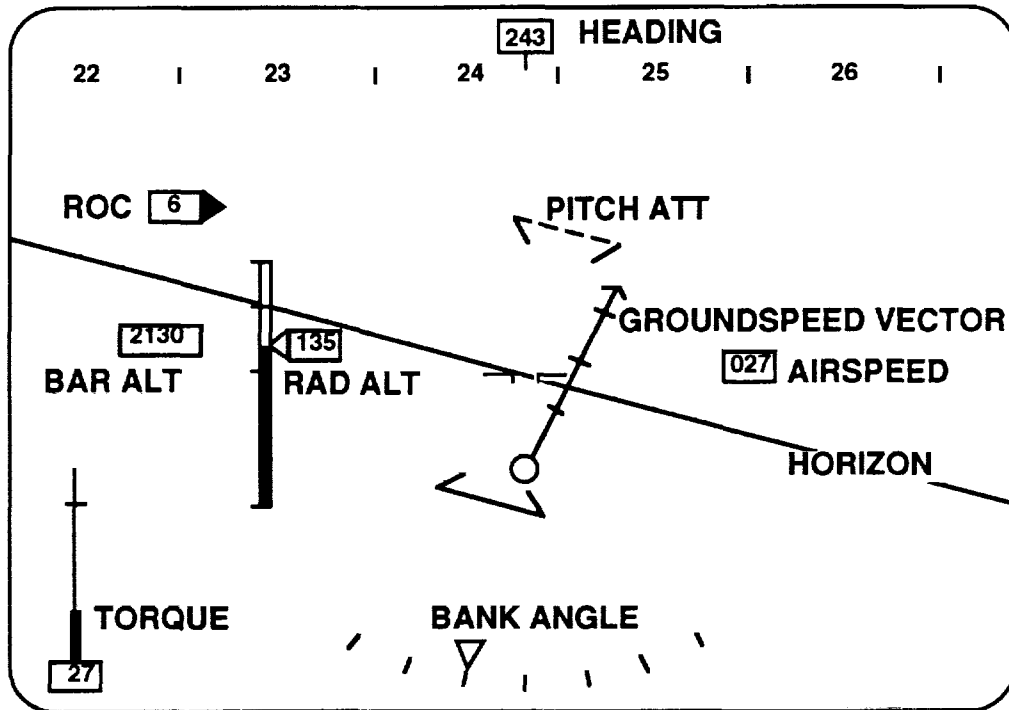 243 HEADING
22 23 24 25 26
ROC 6
PITCH ATT
GROUNDSPEED VECTOR
2130 135
027 AIRSPEED
BAR ALT RAD ALT
HORIZON
TORQUE BANK ANGLE
27